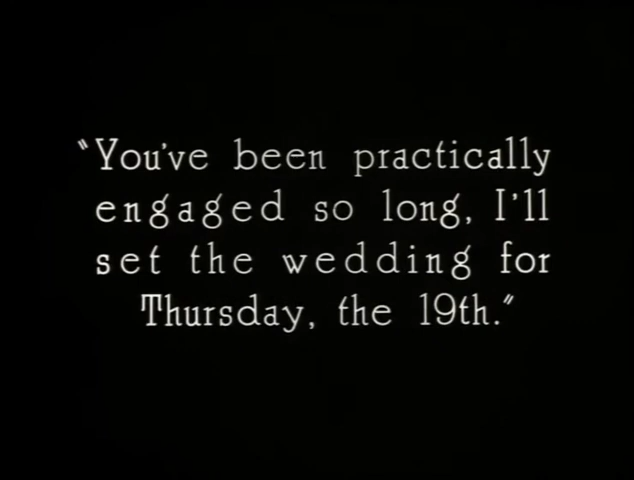 "You've been practically
engaged so long, I'll
set the wedding for
Thursday, the 19th."